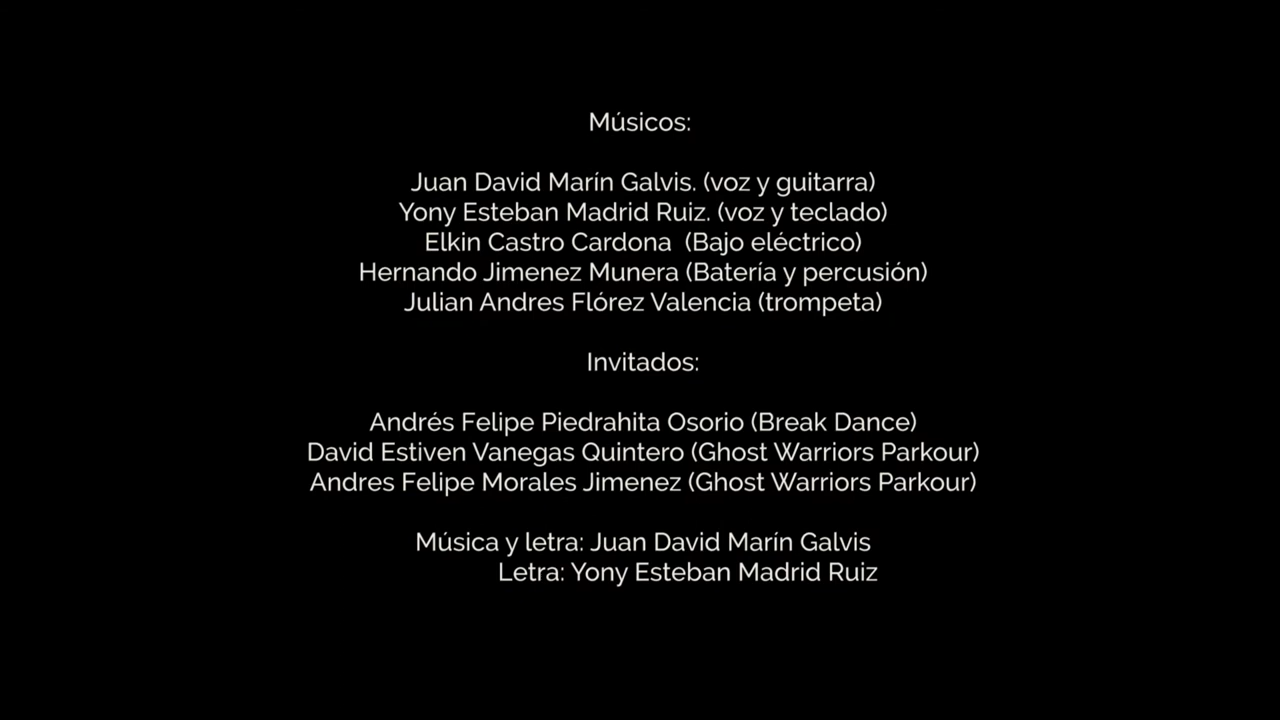 Músicos:
Juan David Marín Galvis. (voz y guitarra)
Yony Esteban Madrid Ruiz. (voz y teclado)
Elkin Castro Cardona  (Bajo eléctrico)
Hernando Jimenez Munera (Batería y percusión)
Julian Andres Flórez Valencia (trompeta)
Invitados:
Andrés Felipe Piedrahita Osorio (Break Dance)
David Estiven Vanegas Quintero (Ghost Warriors Parkour)
Andres Felipe Morales Jimenez (Ghost Warriors Parkour)
Música y letra: Juan David Marín Galvis
Letra: Yony Esteban Madrid Ruiz